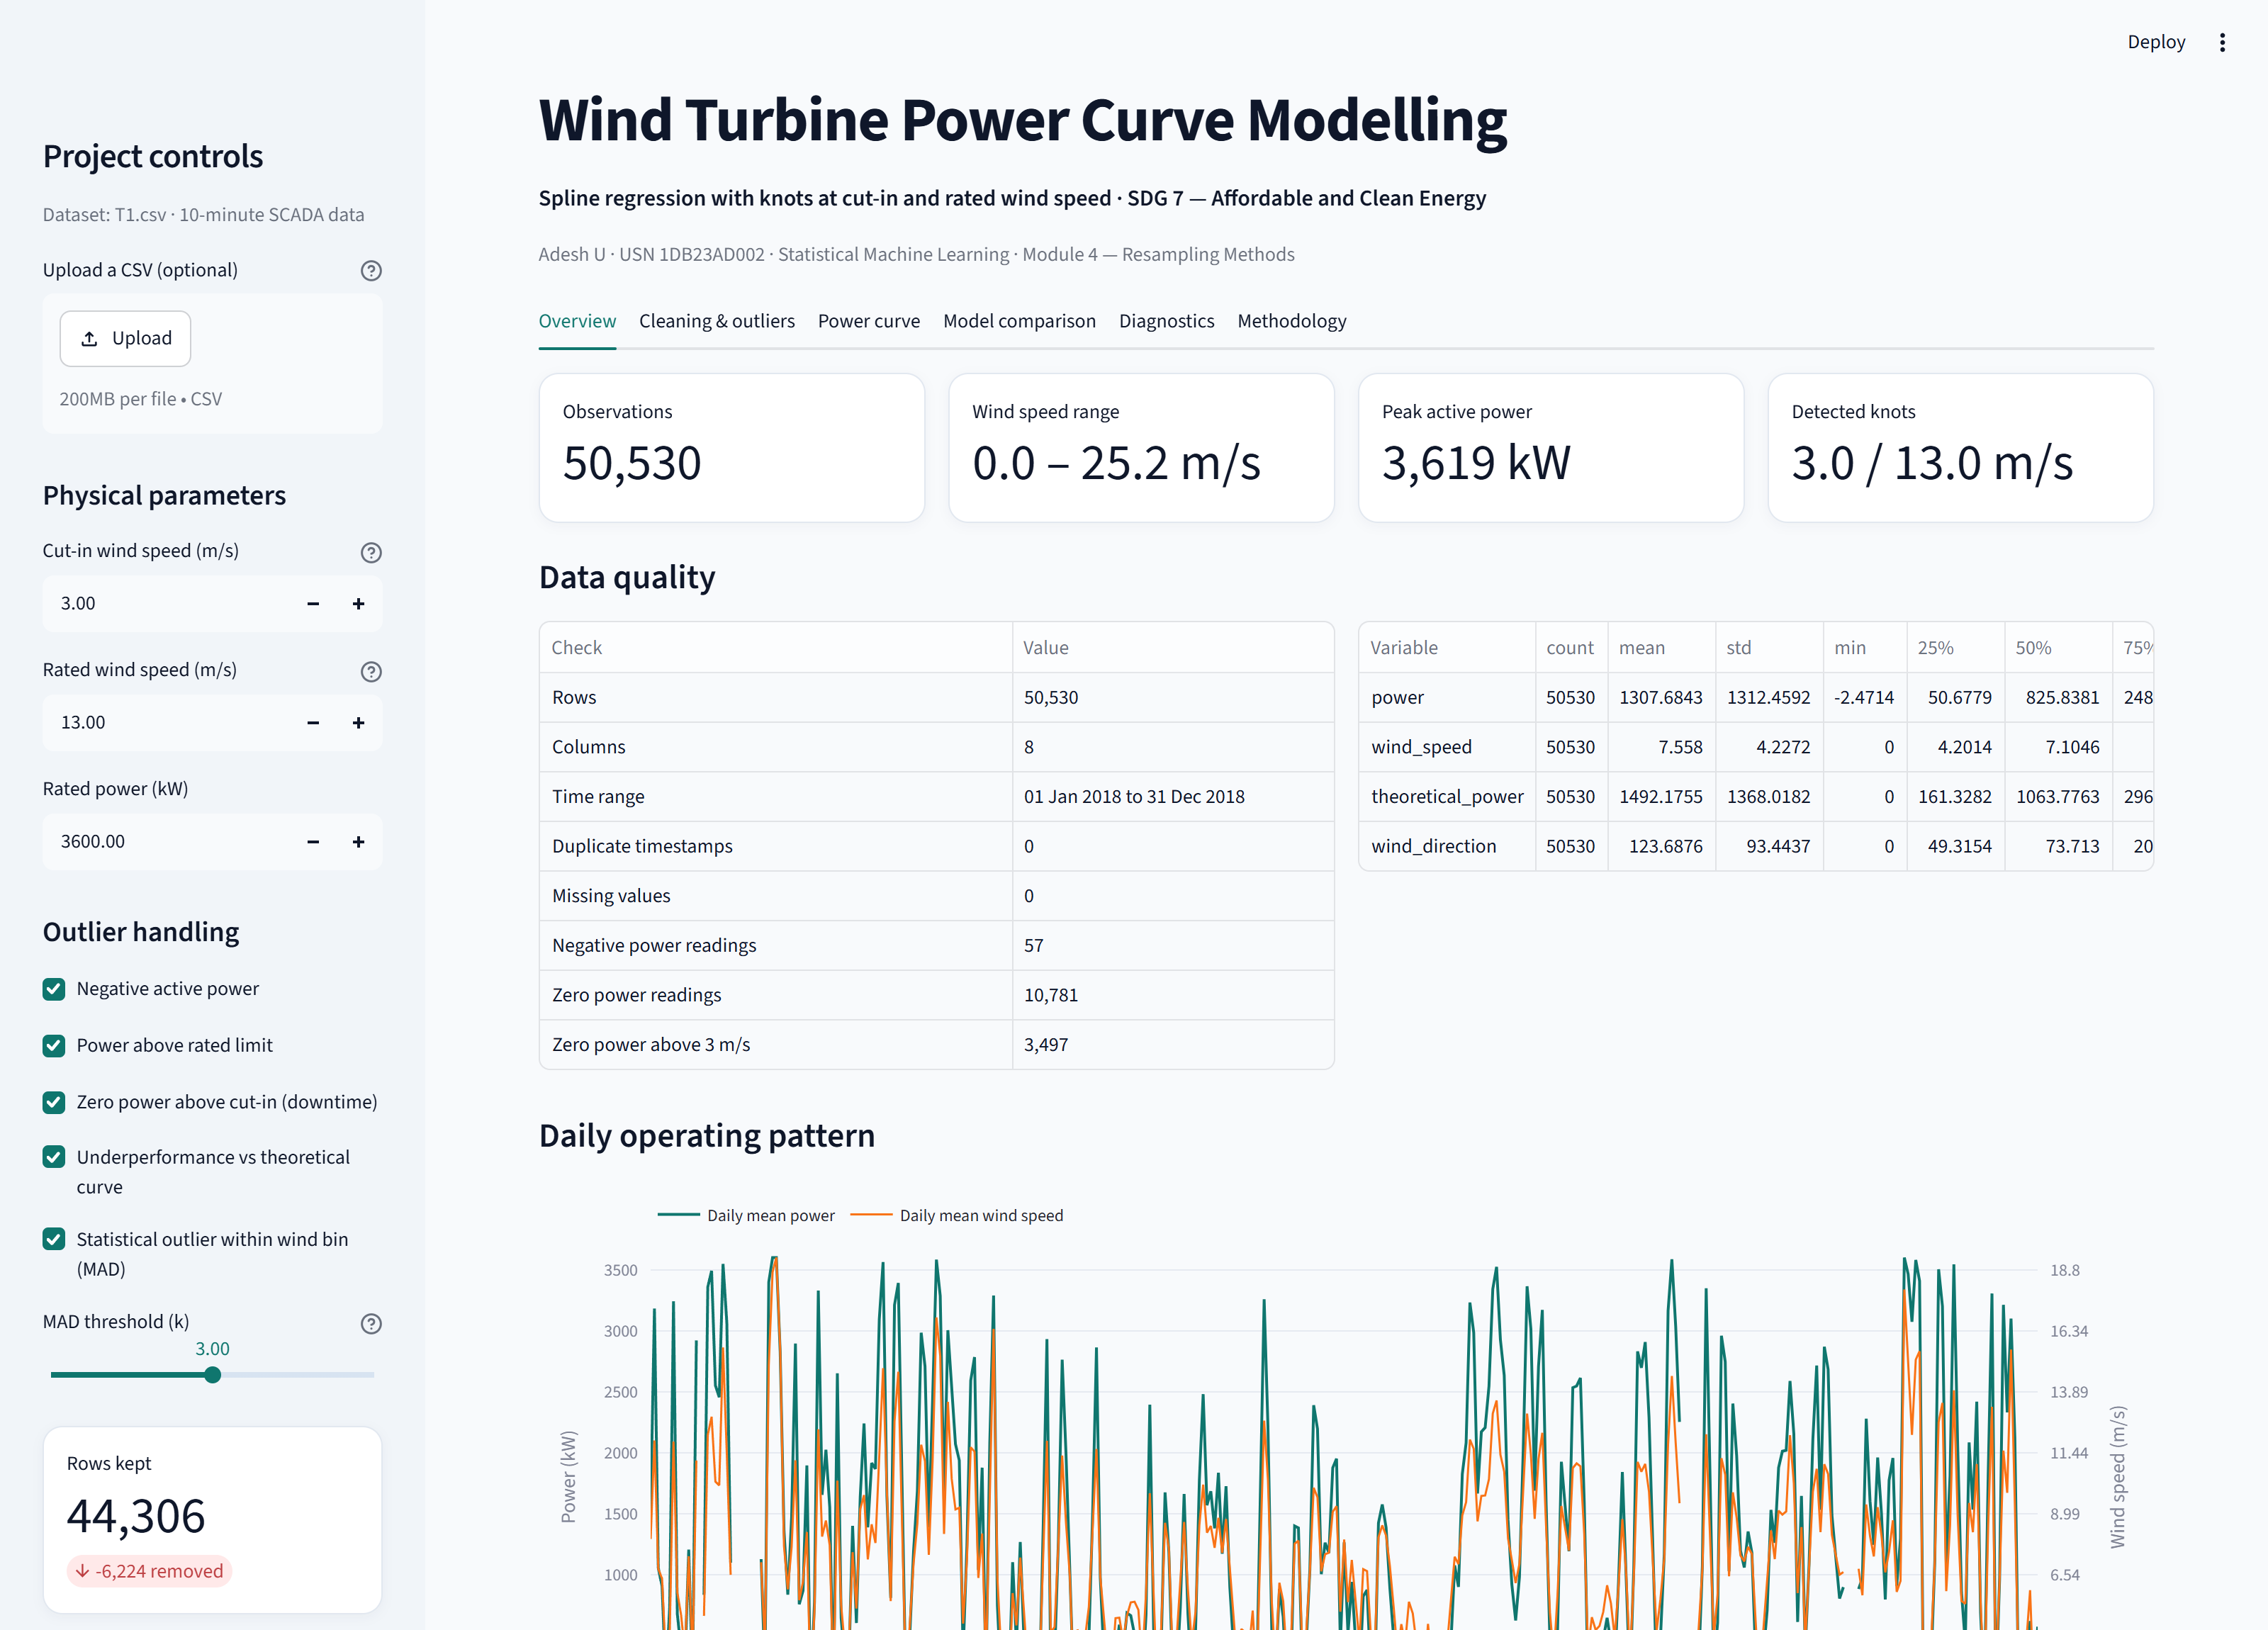 Deploy
Project controls
Dataset: T1.csv · 10-minute SCADA data
Upload a CSV (optional)
Upload
200MB per file • CSV
Physical parameters
Cut-in wind speed (m/s)
3.00
Rated wind speed (m/s)
13.00
Rated power (kW)
3600.00
Outlier handling
Negative active power
Power above rated limit
Zero power above cut-in (downtime)
Underperformance vs theoretical
curve
Statistical outlier within wind bin
(MAD)
MAD threshold (k)
3.00
Rows kept
44,306
-6,224 removed
Wind Turbine Power Curve Modelling
Spline regression with knots at cut-in and rated wind speed · SDG 7 — Affordable and Clean Energy
Adesh U · USN 1DB23AD002 · Statistical Machine Learning · Module 4 — Resampling Methods
Overview Cleaning & outliers Power curve Model comparison Diagnostics Methodology
Observations
50,530
Wind speed range
0.0 – 25.2 m/s
Peak active power
3,619 kW
Detected knots
3.0 / 13.0 m/s
Data quality
Check Value
Rows 50,530
Columns 8
Time range 01 Jan 2018 to 31 Dec 2018
Duplicate timestamps 0
Missing values 0
Negative power readings 57
Zero power readings 10,781
Zero power above 3 m/s 3,497
Variable count mean std min 25% 50% 75%
power 50530 1307.6843 1312.4592 -2.4714 50.6779 825.8381 248
wind_speed 50530 7.558 4.2272 0 4.2014 7.1046
theoretical_power 50530 1492.1755 1368.0182 0 161.3282 1063.7763 296
wind_direction 50530 123.6876 93.4437 0 49.3154 73.713 20
Daily operating pattern
Daily mean power Daily mean wind speed
Power (kW)
3500
3000
2500
2000
1500
1000
18.8
16.34
13.89
11.44
8.99
6.54
Wind speed (m/s)